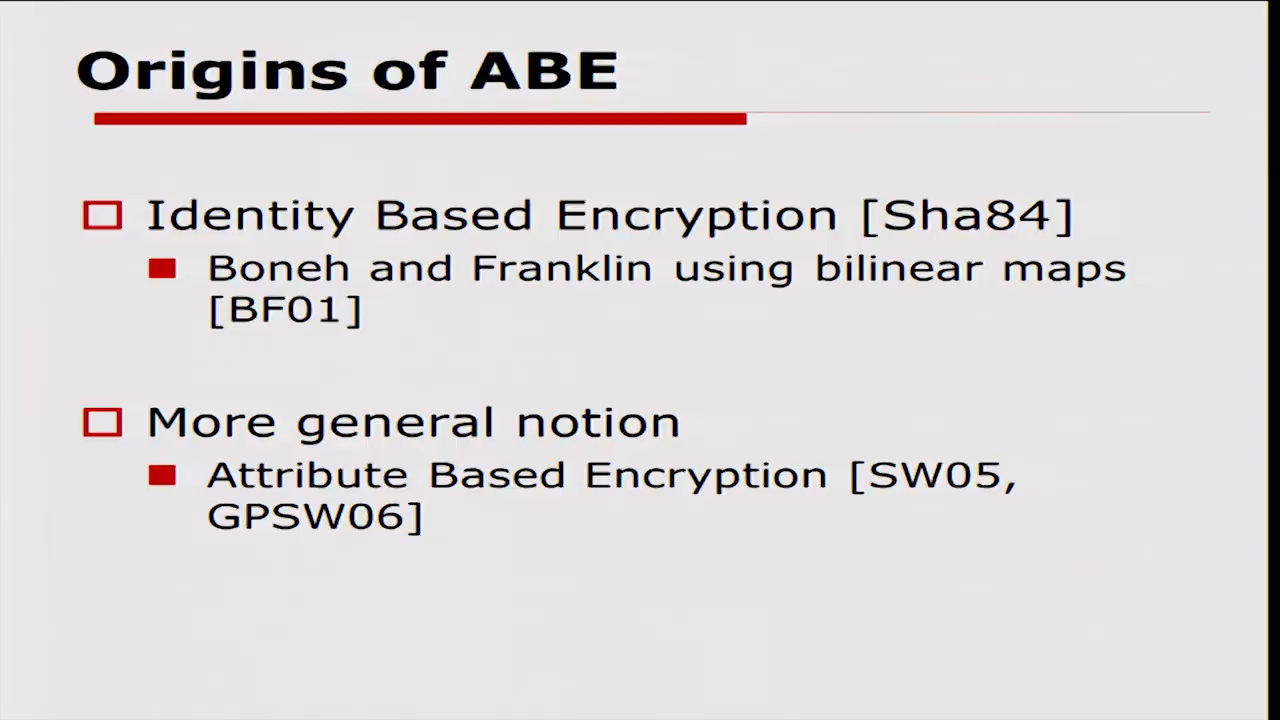 Origins of ABE
Identity Based Encryption [Sha84]
Boneh and Franklin using bilinear maps
[BF01]
More general notion
Attribute Based Encryption [SW05,
GPSW06]